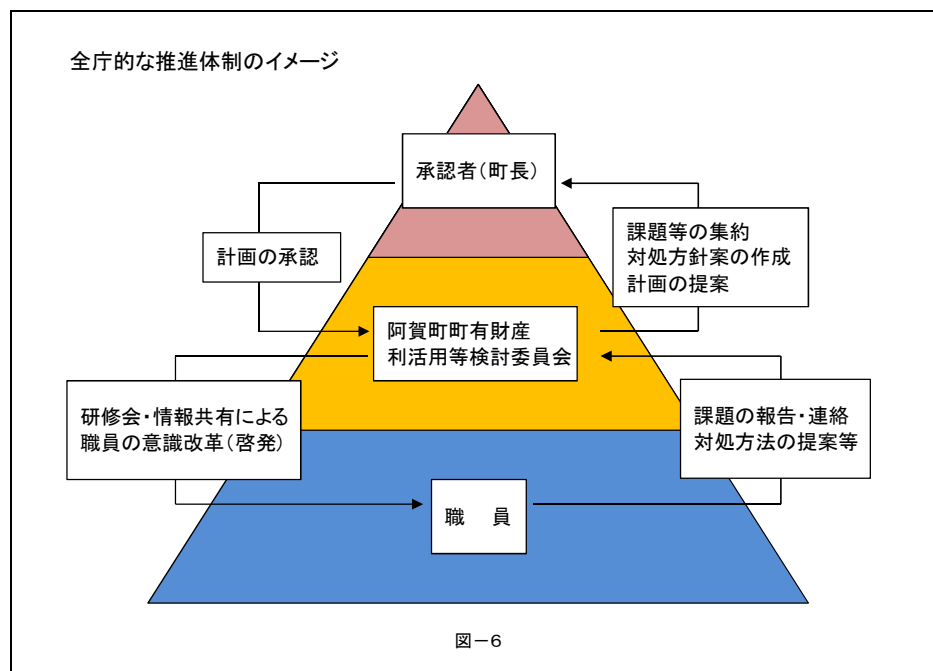 全庁的な推進体制のイメージ
承認者(町長)
計画の承認
課題等の集約
対処方針案の作成
計画の提案
阿賀町町有財産
利活用等検討委員会
研修会・情報共有による
職員の意識改革(啓発)
課題の報告・連絡
対処方法の提案等
職　員
図－6